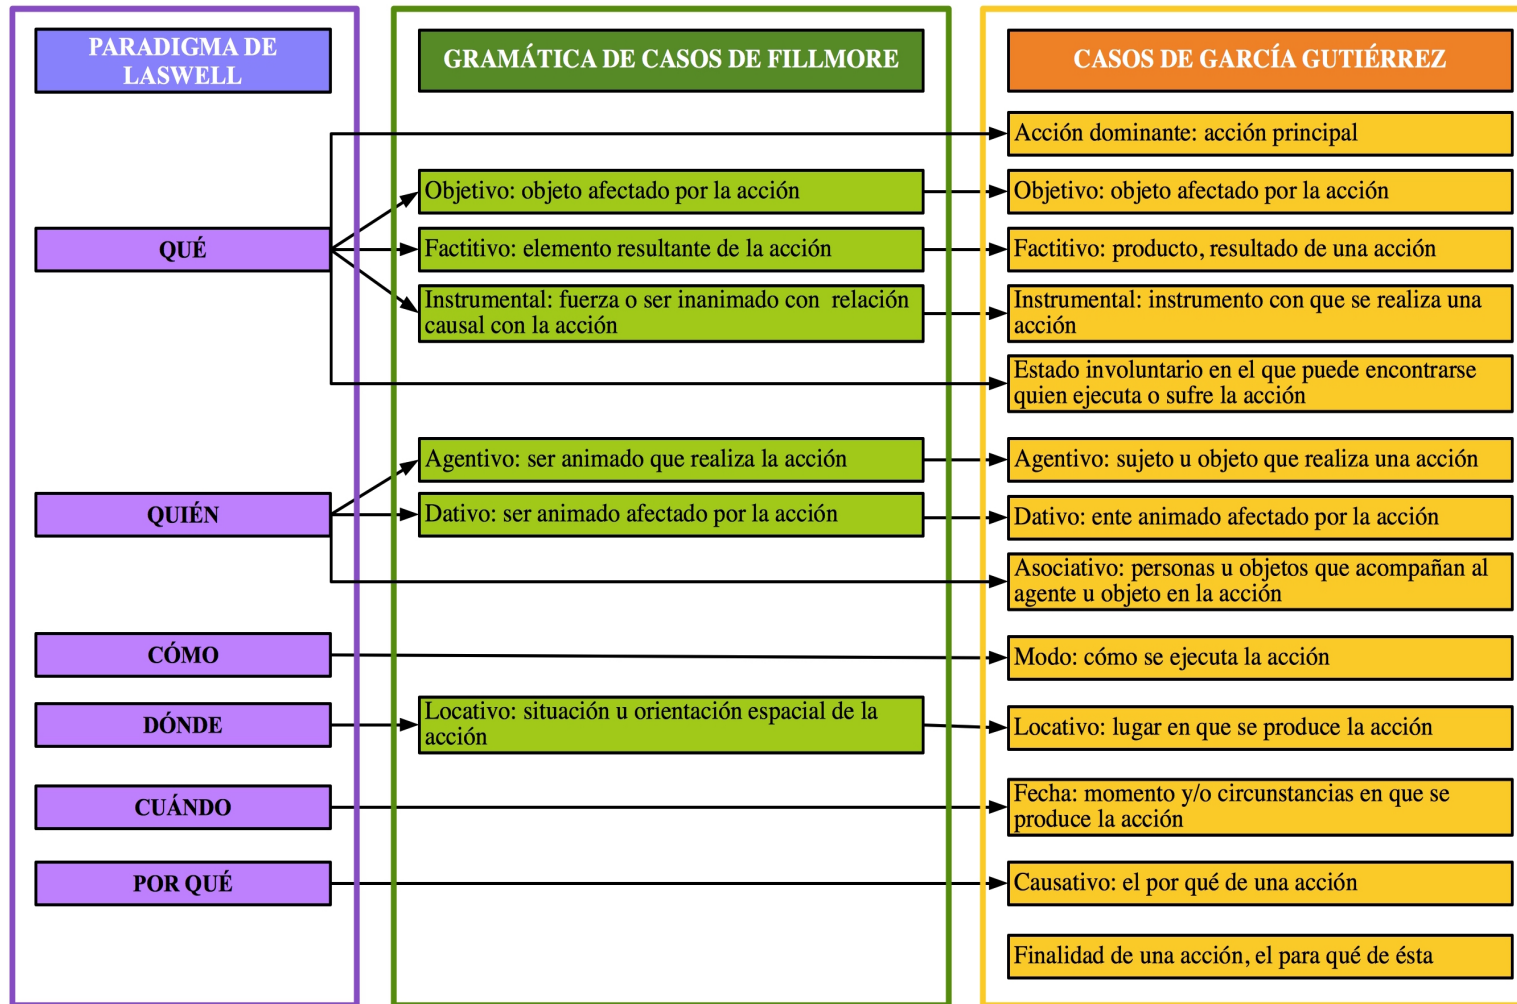 PARADIGMA DE
LASWELL
GRAMÁTICA DE CASOS DE FILLMORE
CASOS DE GARCÍA GUTIÉRREZ
Acción dominante: acción principal
QUÉ
Objetivo: objeto afectado por la acción
Objetivo: objeto afectado por la acción
Factitivo: elemento resultante de la acción
Factitivo: producto, resultado de una acción
Instrumental: fuerza o ser inanimado con relación
causal con la acción
Instrumental: instrumento con que se realiza una
acción
Estado involuntario en el que puede encontrarse
quien ejecuta o sufre la acción
QUIÉN
Agentivo: ser animado que realiza la acción
Agentivo: sujeto u objeto que realiza una acción
Dativo: ser animado afectado por la acción
Dativo: ente animado afectado por la acción
Asociativo: personas u objetos que acompañan al
agente u objeto en la acción
CÓMO
Modo: cómo se ejecuta la acción
DÓNDE
Locativo: situación u orientación espacial de la
acción
Locativo: lugar en que se produce la acción
CUÁNDO
Fecha: momento y/o circunstancias en que se
produce la acción
POR QUÉ
Causativo: el por qué de una acción
Finalidad de una acción, el para qué de ésta